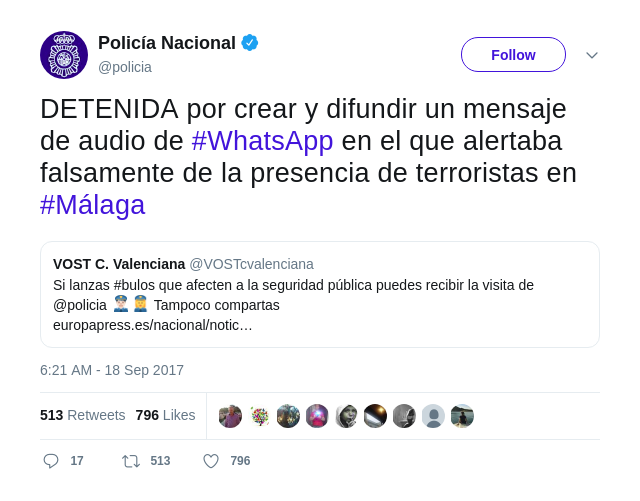 Policía Nacional
@policia
Follow
DETENIDA por crear y difundir un mensaje
de audio de #WhatsApp en el que alertaba
falsamente de la presencia de terroristas en
#Málaga
VOST C. Valenciana @VOSTcvalenciana
Si lanzas #bulos que afecten a la seguridad pública puedes recibir la visita de
@policia 👮🏻‍♂️👮🏼‍♀️ Tampoco compartas
europapress.es/nacional/notic…
6:21 AM - 18 Sep 2017
513 Retweets 796 Likes
17 513 796